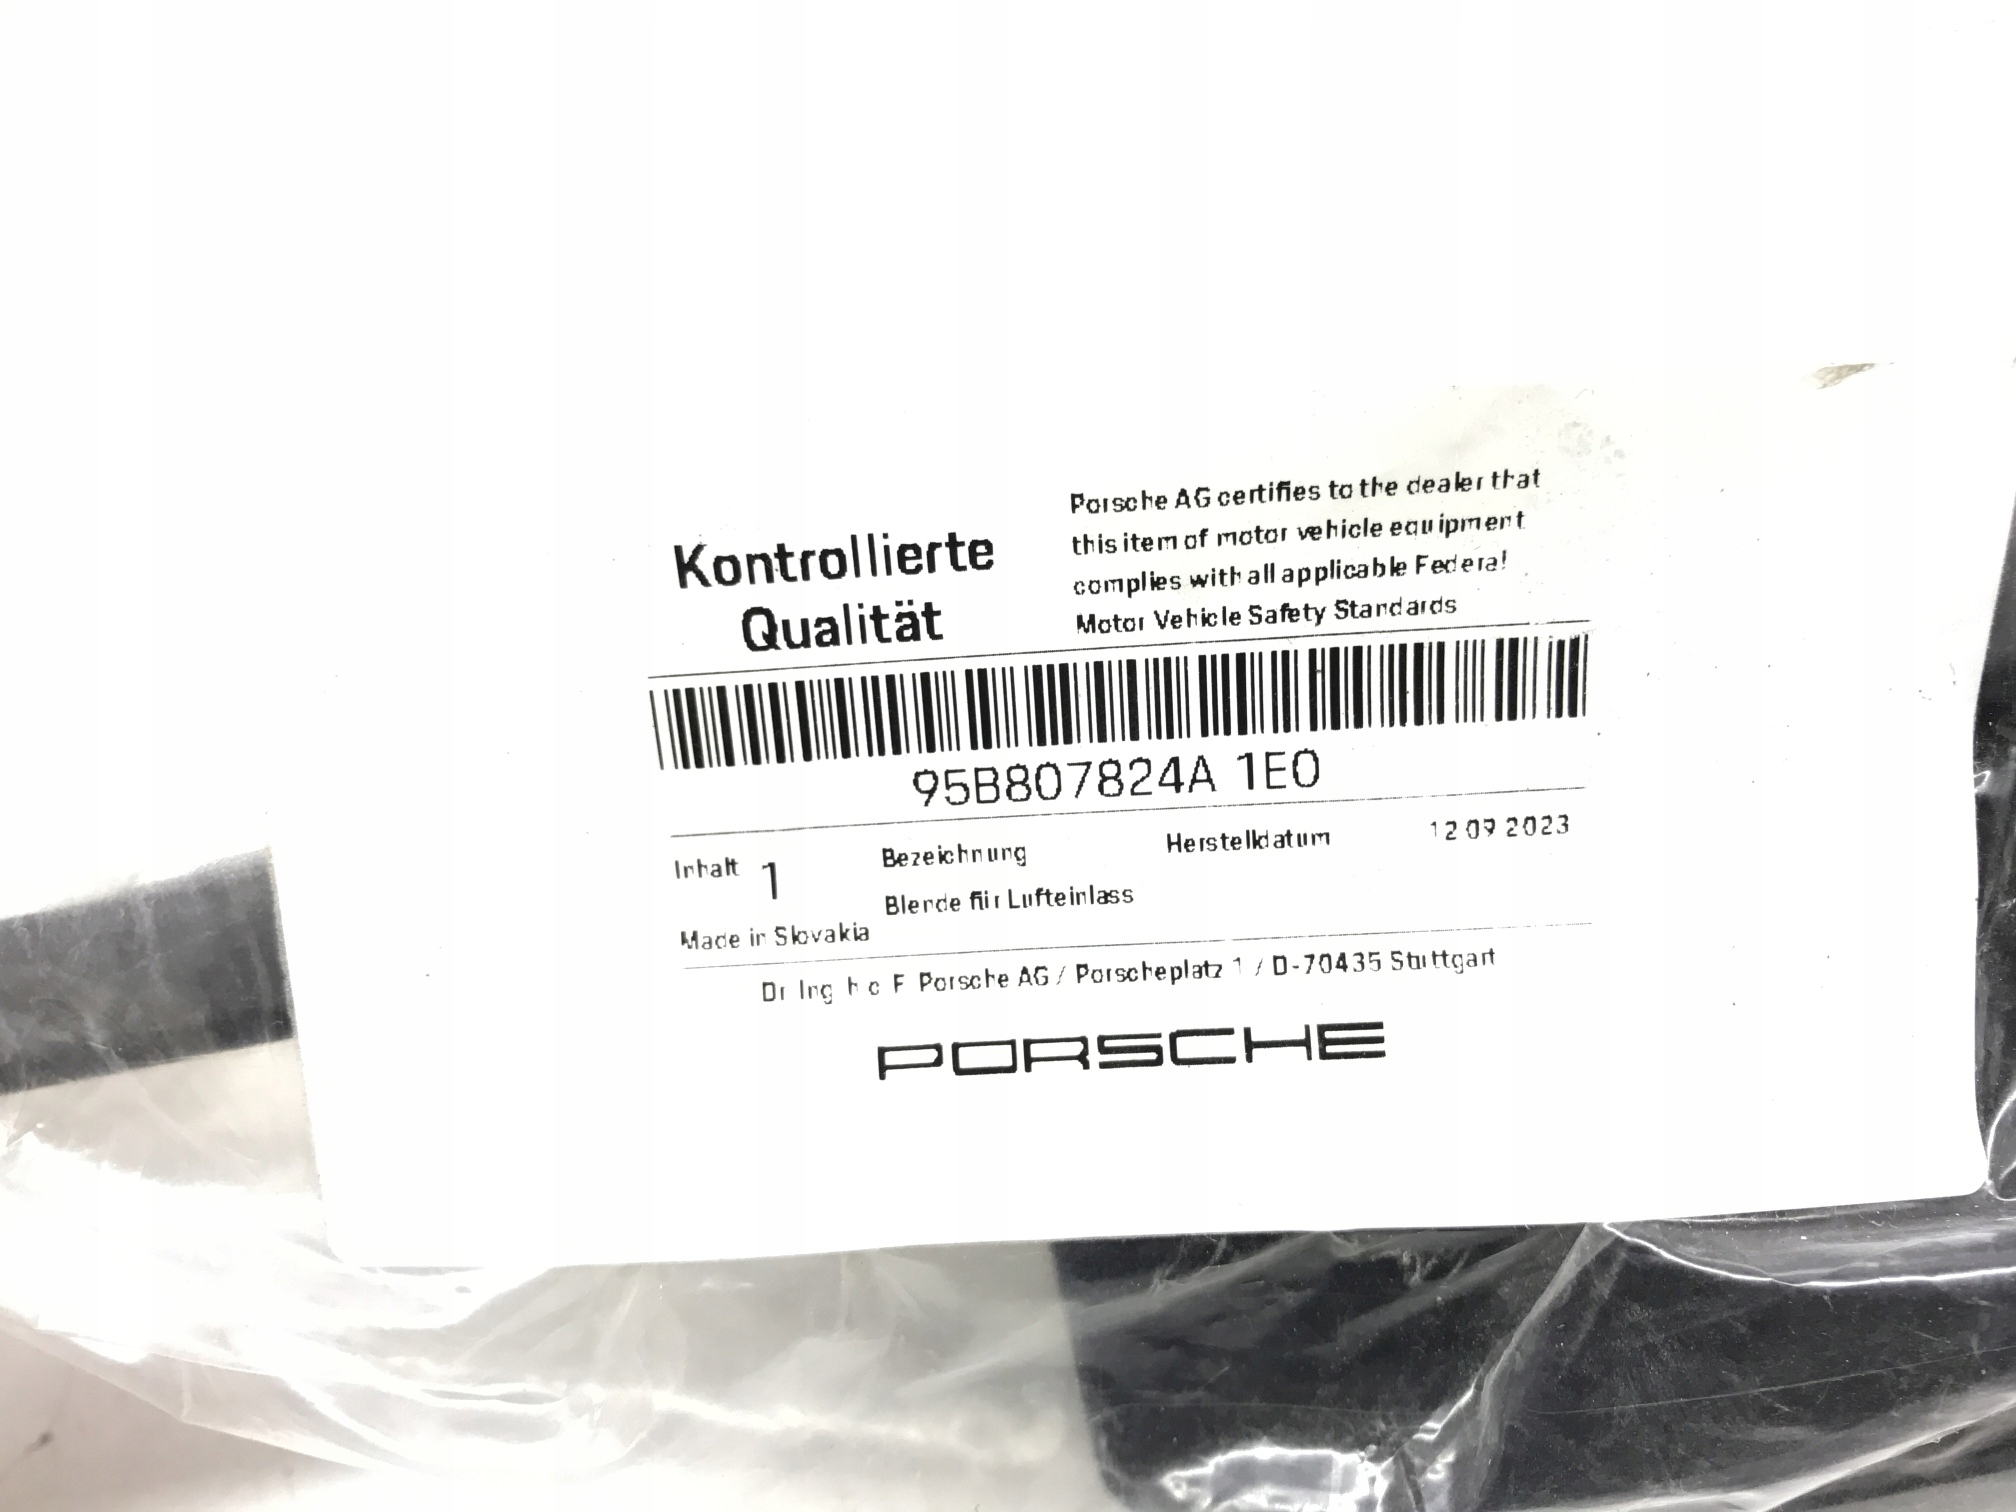 Kontrollierte
Qualität
Porsche AG certifies to the dealer that
this item of motor vehicle equipment
complies with all applicable Federal
Motor Vehicle Safety Standards
95B807824A 1E0
Inhalt 1
Bezeichnung
Herstelldatum
12 09 2023
Blende für Lufteinlass
Made in Slovakia
Dr Ing h c F Porsche AG / Porscheplatz 1 / D-70435 Stuttgart
PORSCHE